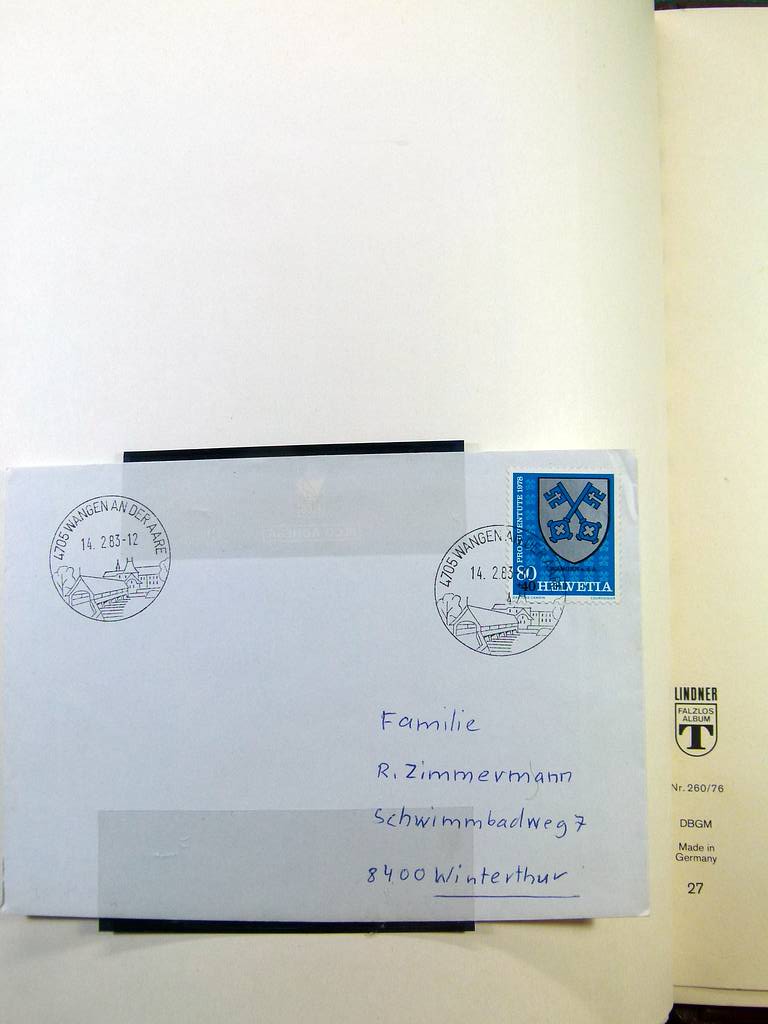 4705 WANGEN AN DER AARE
14. 2.83-12
4705 WANGEN A
14. 2.83
PRO JUVENTUTE 1978
80
+40
HELVETIA
Familie
R. Zimmermann
Schwimmbadweg 7
8400 Winterthur
LINDNER
FALZLOS
ALBUM
T
Nr. 260/76
DBGM
Made in
Germany
27